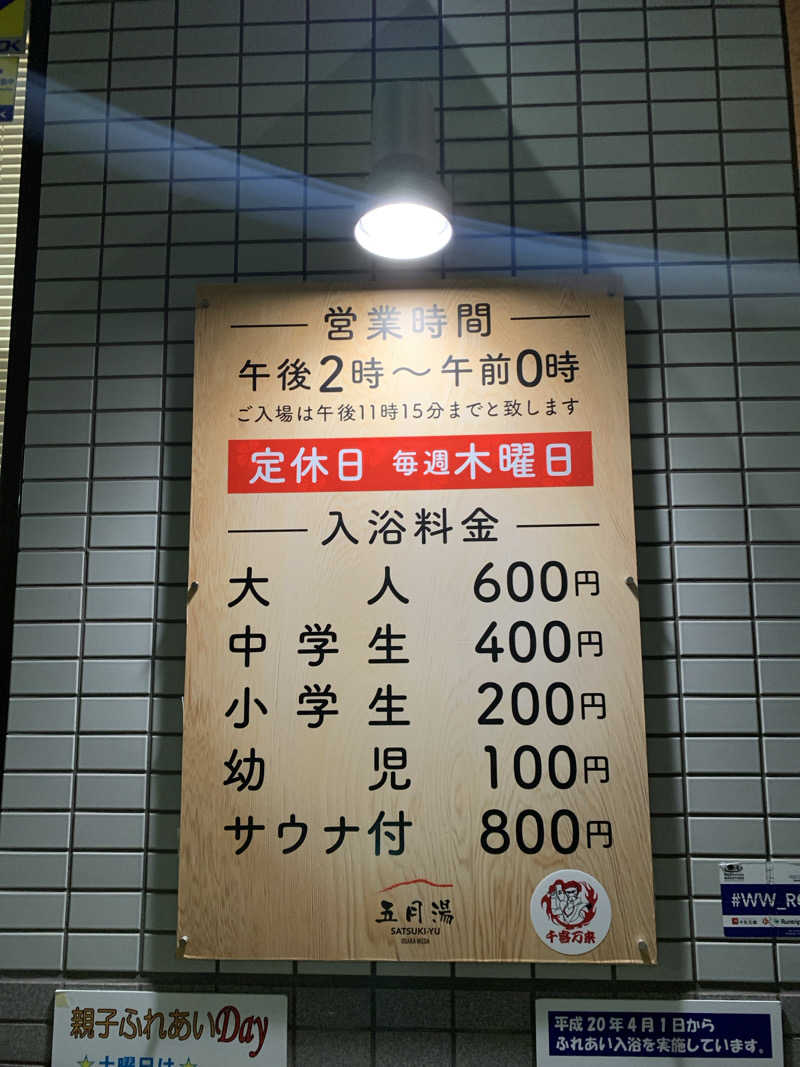 営業時間
午後2時～午前0時
ご入場は午後11時15分までと致します
定休日 毎週木曜日
入浴料金
大人 600円
中学生 400円
小学生 200円
幼児 100円
サウナ付 800円
五月湯
SATSUKI-YU
千客万来
#WW_R
親子ふれあいDay
☆土曜日は☆
平成20年4月1日から
ふれあい入浴を実施しています。